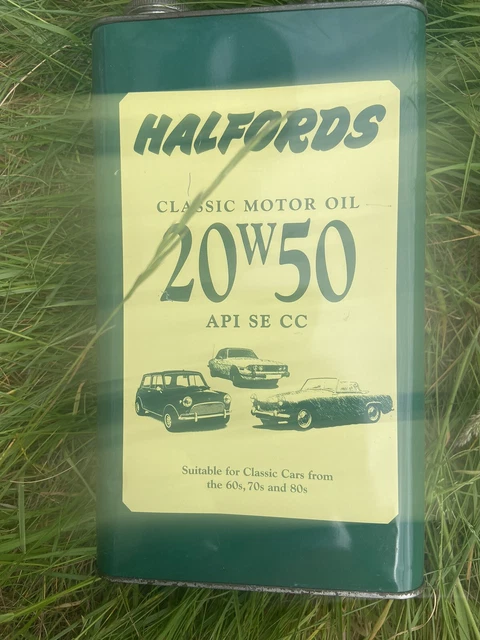 HALFORDS
CLASSIC MOTOR OIL
20W50
API SE CC
Suitable for Classic Cars from
the 60s, 70s and 80s